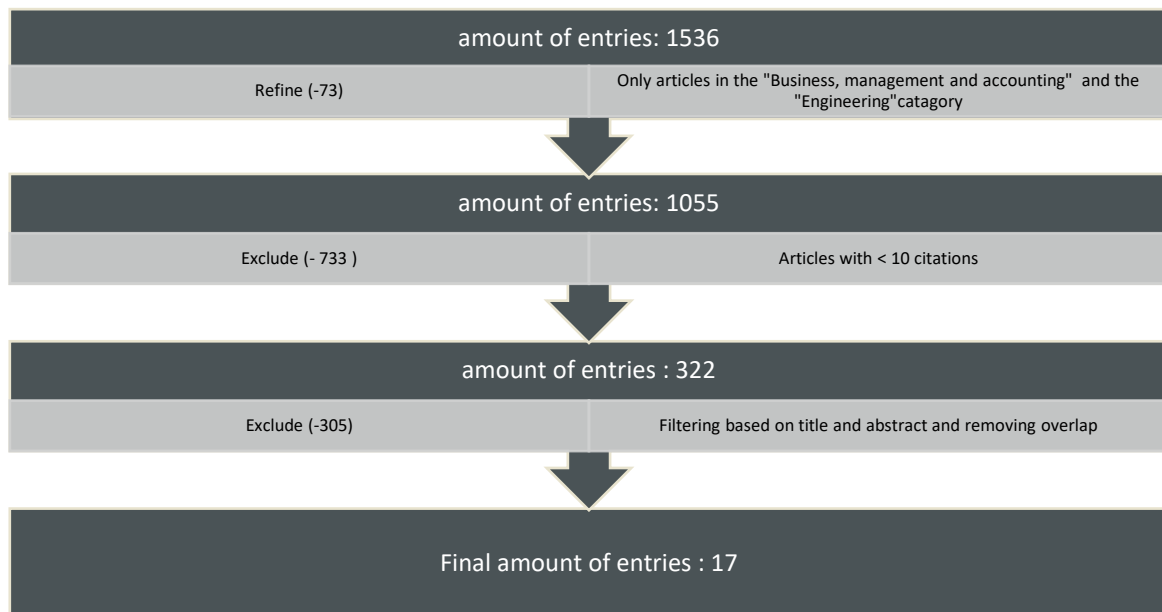 amount of entries: 1536
Refine (-73)
Only articles in the "Business, management and accounting"  and the
"Engineering"catagory
amount of entries: 1055
Exclude (- 733 )
Articles with < 10 citations
amount of entries : 322
Exclude (-305)
Filtering based on title and abstract and removing overlap
Final amount of entries : 17